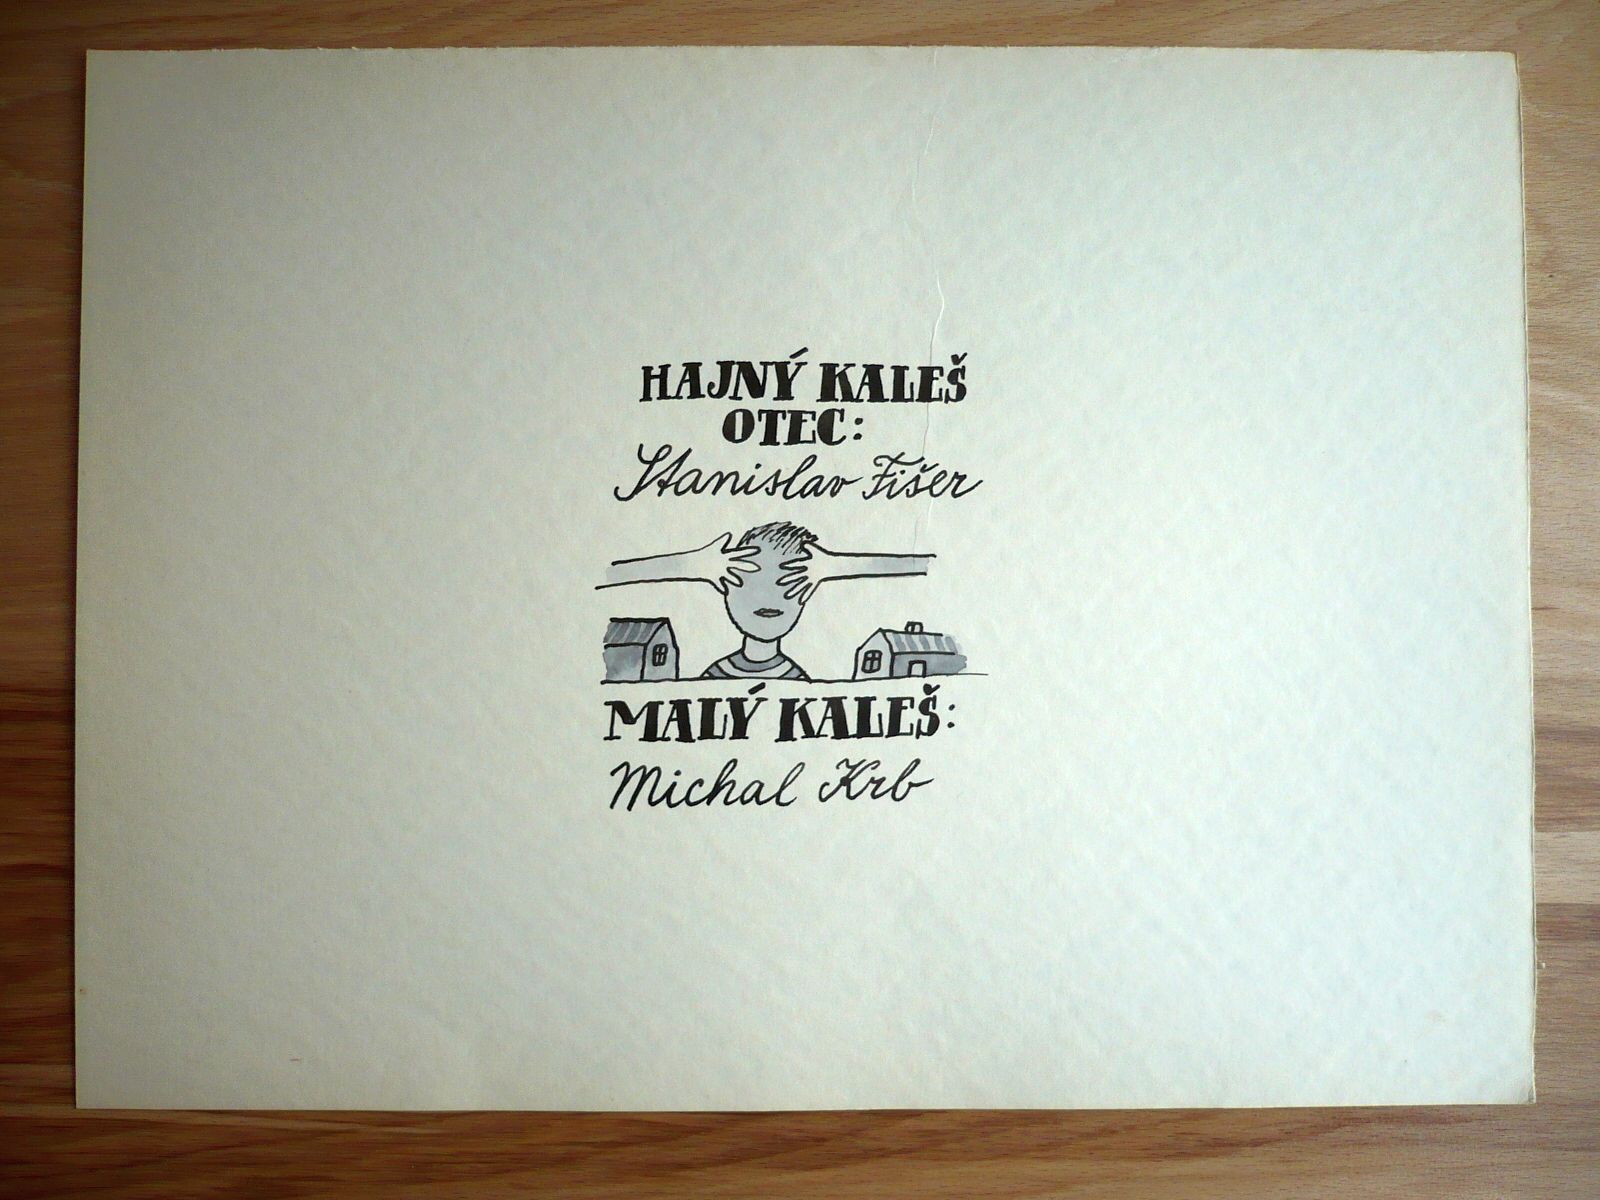 HAJNÝ KALEŠ
OTEC:
Stanislav Fišer
MALÝ KALEŠ:
Michal Krb